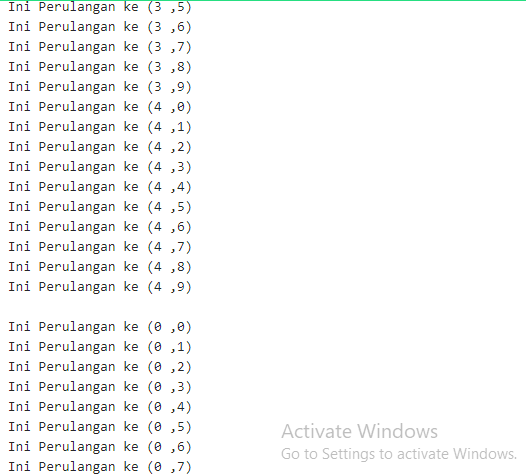 Ini Perulangan ke (3 ,5)
Ini Perulangan ke (3 ,6)
Ini Perulangan ke (3 ,7)
Ini Perulangan ke (3 ,8)
Ini Perulangan ke (3 ,9)
Ini Perulangan ke (4 ,0)
Ini Perulangan ke (4 ,1)
Ini Perulangan ke (4 ,2)
Ini Perulangan ke (4 ,3)
Ini Perulangan ke (4 ,4)
Ini Perulangan ke (4 ,5)
Ini Perulangan ke (4 ,6)
Ini Perulangan ke (4 ,7)
Ini Perulangan ke (4 ,8)
Ini Perulangan ke (4 ,9)
Ini Perulangan ke (0 ,0)
Ini Perulangan ke (0 ,1)
Ini Perulangan ke (0 ,2)
Ini Perulangan ke (0 ,3)
Ini Perulangan ke (0 ,4)
Ini Perulangan ke (0 ,5)
Ini Perulangan ke (0 ,6)
Ini Perulangan ke (0 ,7)
Activate Windows
Go to Settings to activate Windows.